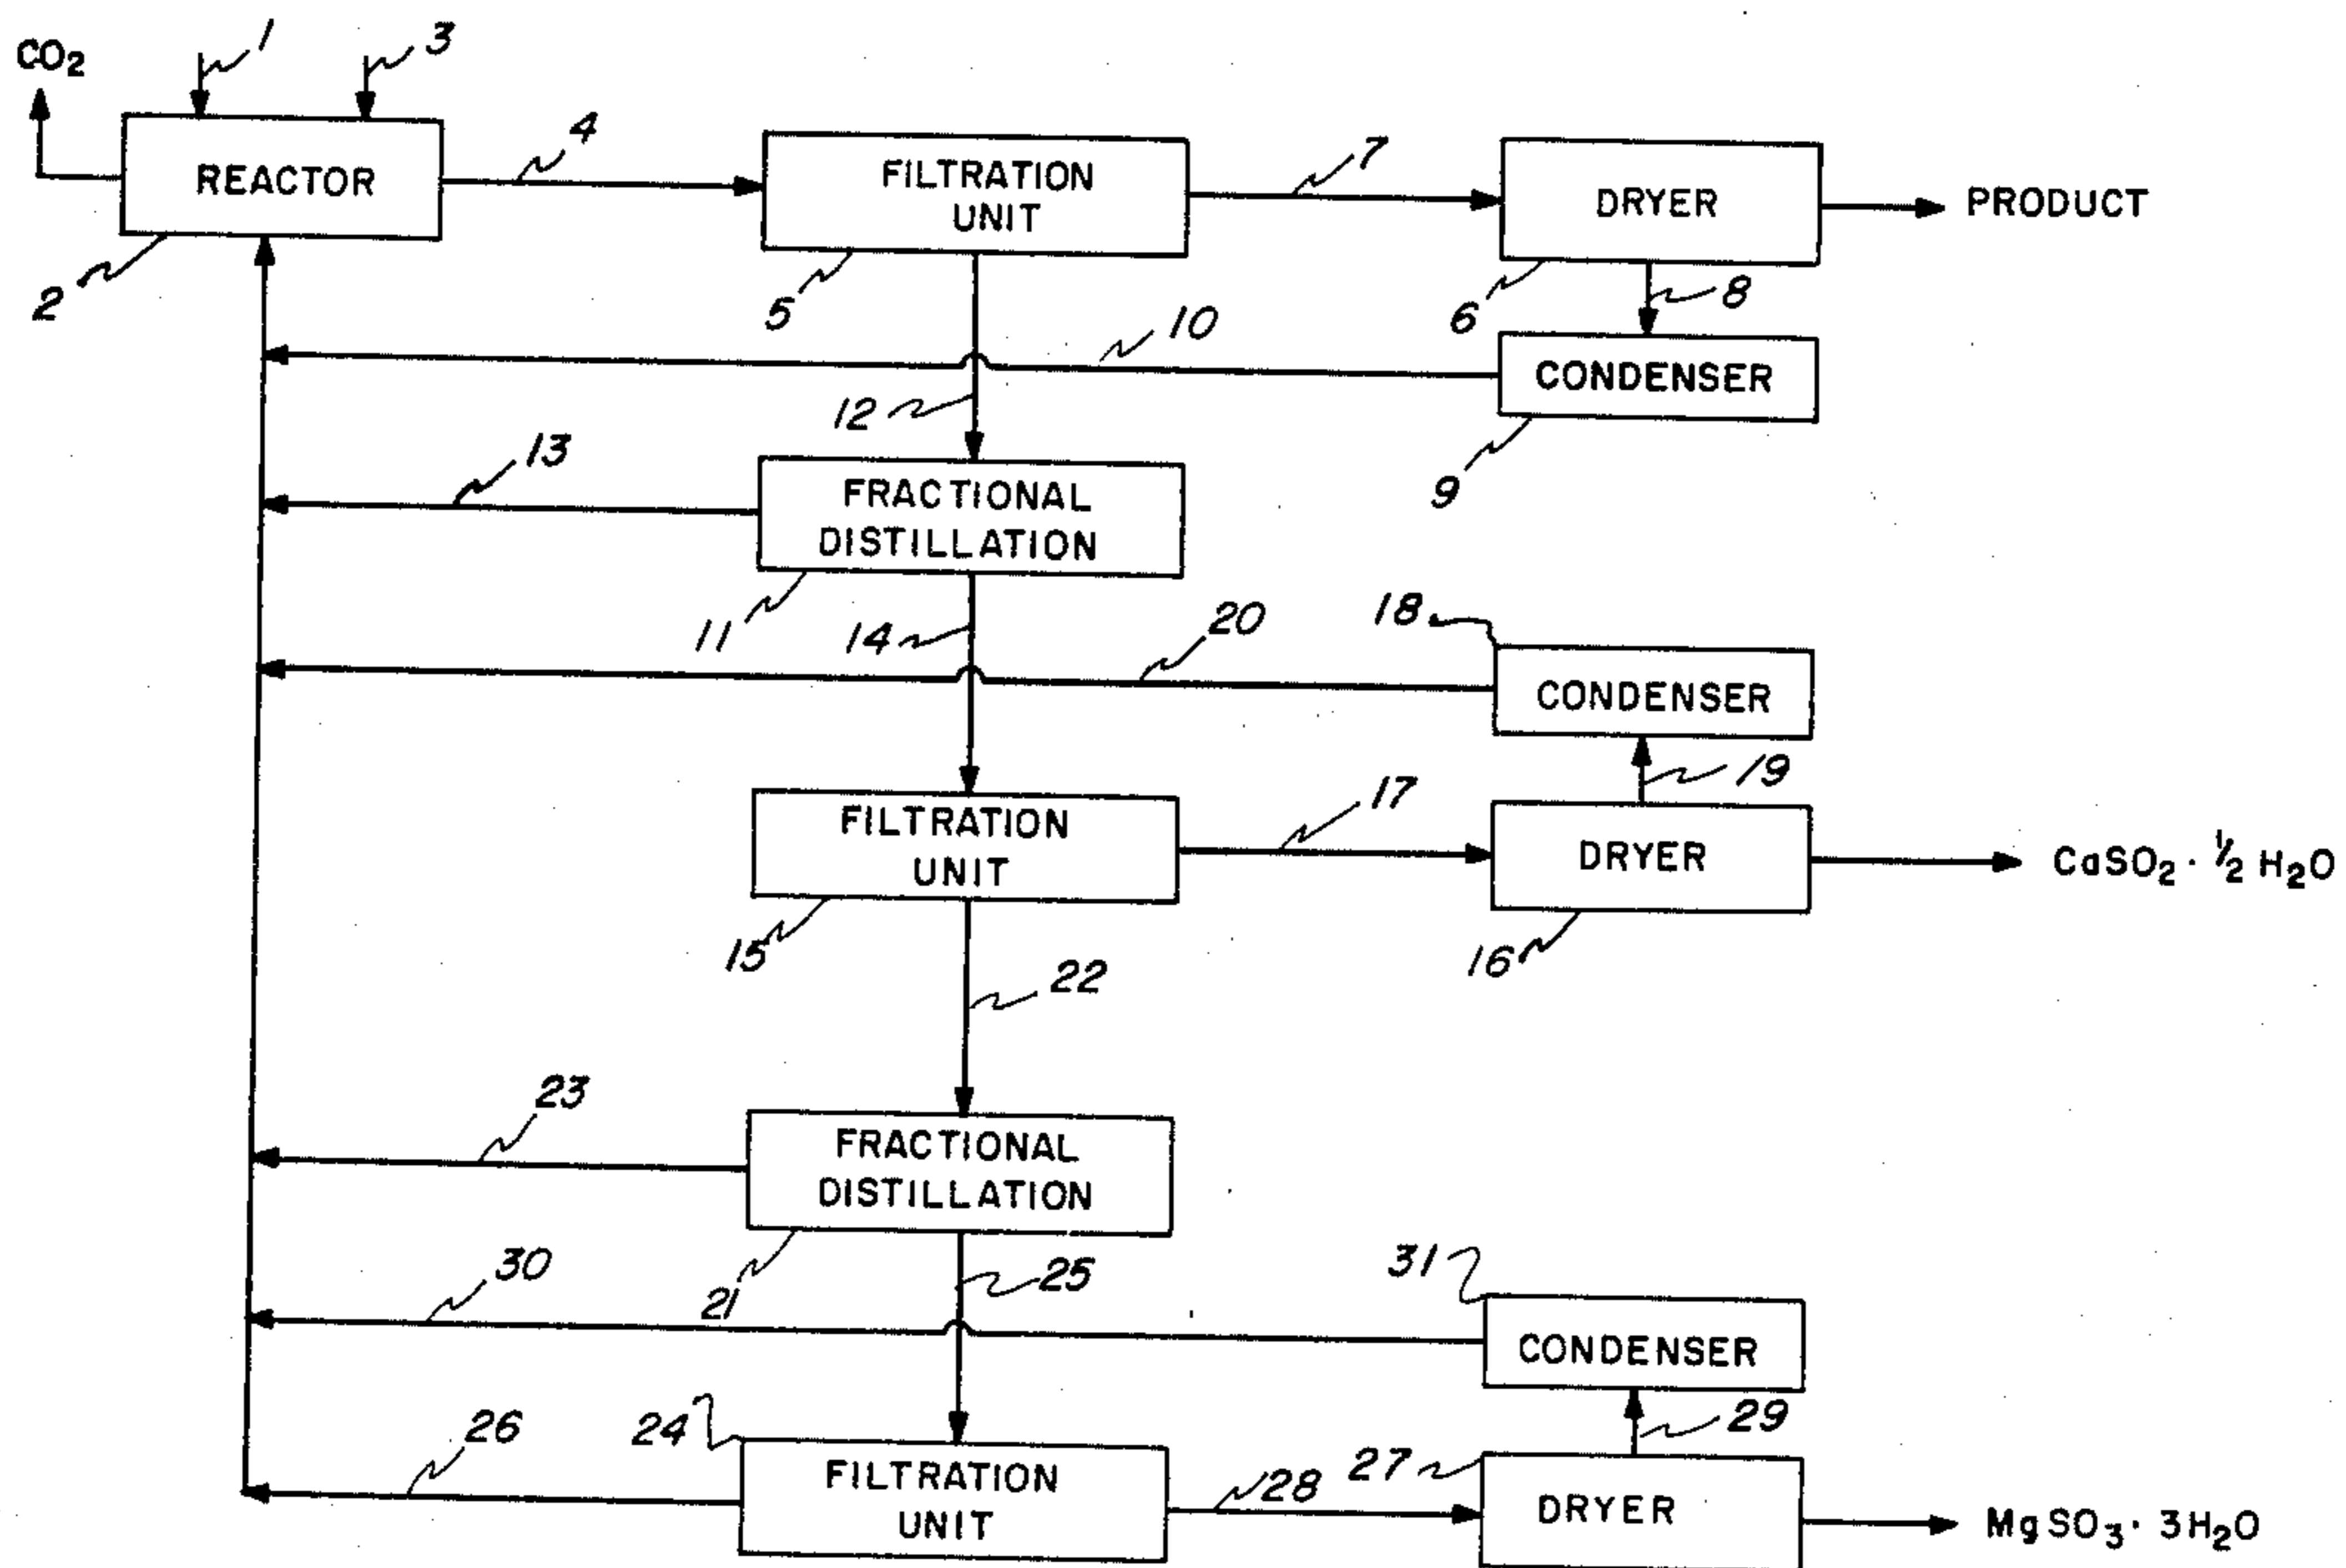 CO₂
1
3
REACTOR
2
4
FILTRATION
UNIT
5
7
DRYER
6
PRODUCT
8
CONDENSER
9
10
12
13
FRACTIONAL
DISTILLATION
11
14
20
18
CONDENSER
19
FILTRATION
UNIT
15
17
DRYER
16
CaSO₂ · ½ H₂O
22
23
FRACTIONAL
DISTILLATION
21
25
30
31
CONDENSER
29
26
24
FILTRATION
UNIT
28
27
DRYER
MgSO₃ · 3H₂O